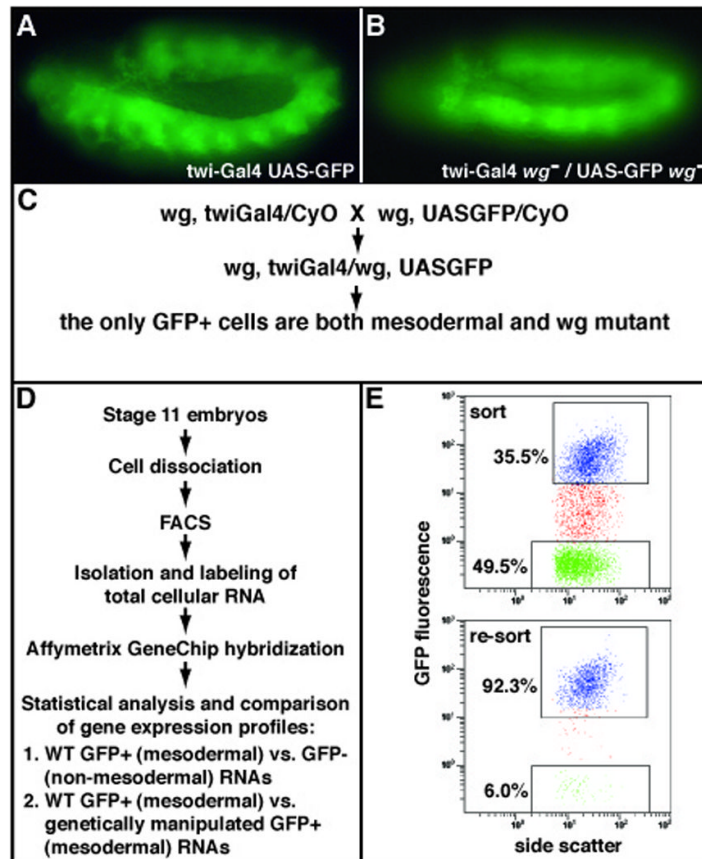 A
twi-Gal4 UAS-GFP
B
twi-Gal4 wg⁻ / UAS-GFP wg⁻
C
wg, twiGal4/CyO X wg, UASGFP/CyO
wg, twiGal4/wg, UASGFP
the only GFP+ cells are both mesodermal and wg mutant
D
Stage 11 embryos
Cell dissociation
FACS
Isolation and labeling of
total cellular RNA
Affymetrix GeneChip hybridization
Statistical analysis and comparison
of gene expression profiles:
1. WT GFP+ (mesodermal) vs. GFP-
(non-mesodermal) RNAs
2. WT GFP+ (mesodermal) vs.
genetically manipulated GFP+
(mesodermal) RNAs
E
sort
35.5%
49.5%
re-sort
92.3%
6.0%
GFP fluorescence
side scatter